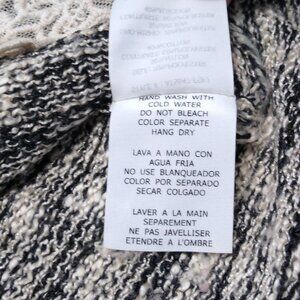 HAND WASH WITH
COLD WATER
DO NOT BLEACH
COLOR SEPARATE
HANG DRY
LAVA A MANO CON
AGUA FRIA
NO USE BLANQUEADOR
COLOR POR SEPARADO
SECAR COLGADO
LAVER A LA MAIN
SEPAREMENT
NE PAS JAVELLISER
ETENDRE A L'OMBRE